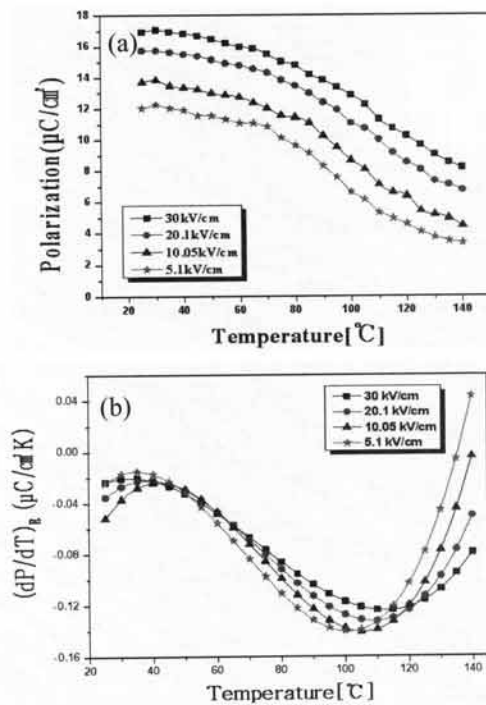 18
(a)
16
14
12
10
8
6
4
2
0
Polarization(µC/㎠)
30kV/cm
20.1kV/cm
10.05kV/cm
5.1kV/cm
20 40 60 80 100 120 140
Temperature[℃]
(b)
0.04
0.00
-0.04
-0.08
-0.12
-0.16
(dP/dT)E (µC/㎠/K)
30 kV/cm
20.1 kV/cm
10.05 kV/cm
5.1 kV/cm
20 40 60 80 100 120 140
Temperature[℃]